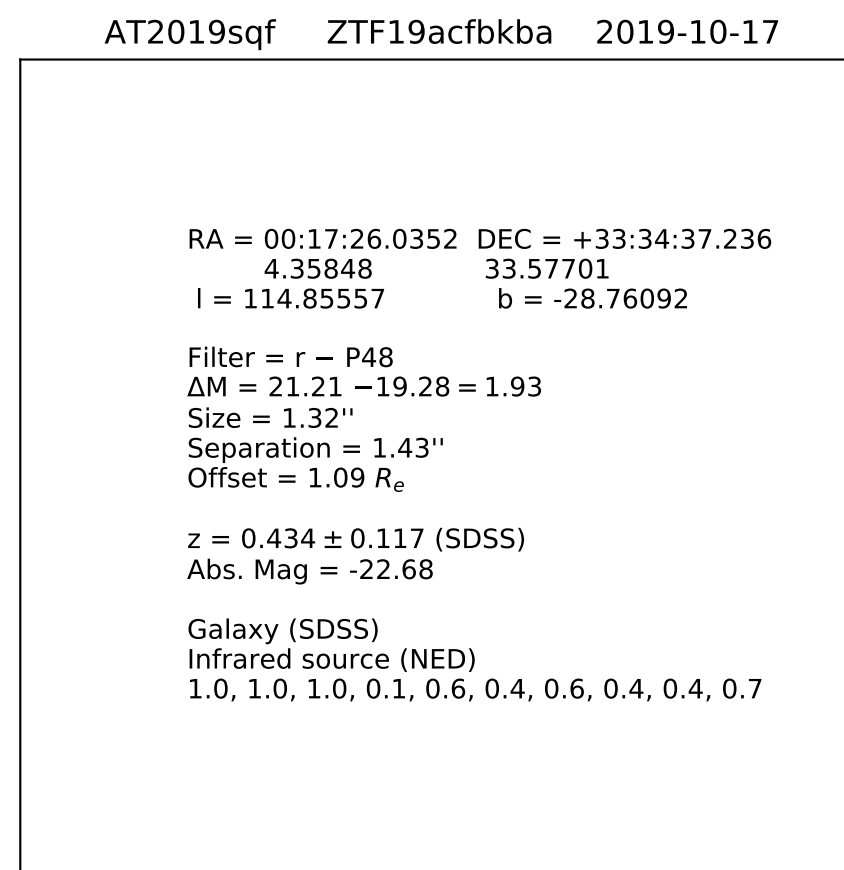 AT2019sqf ZTF19acfbkba 2019-10-17
RA = 00:17:26.0352 DEC = +33:34:37.236
4.35848 33.57701
l = 114.85557 b = -28.76092
Filter = r − P48
ΔM = 21.21 −19.28 = 1.93
Size = 1.32''
Separation = 1.43''
Offset = 1.09 Rₑ
z = 0.434 ± 0.117 (SDSS)
Abs. Mag = -22.68
Galaxy (SDSS)
Infrared source (NED)
1.0, 1.0, 1.0, 0.1, 0.6, 0.4, 0.6, 0.4, 0.4, 0.7